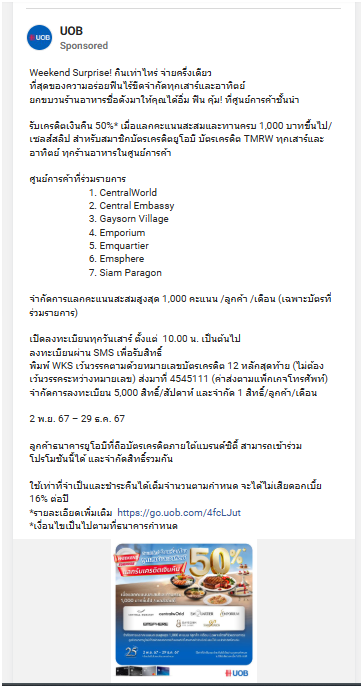 UOB
UOB
Sponsored
Weekend Surprise! กินเท่าไหร่ จ่ายครึ่งเดียว
ที่สุดของความอร่อยฟินไร้ขีดจำกัดทุกเสาร์และอาทิตย์
ยกขบวนร้านอาหารชื่อดังมาให้คุณได้อิ่ม ฟิน คุ้ม! ที่ศูนย์การค้าชั้นนำ
รับเครดิตเงินคืน 50%* เมื่อแลกคะแนนสะสมและทานครบ 1,000 บาทขึ้นไป/
เซลส์สลิป สำหรับสมาชิกบัตรเครดิตยูโอบี บัตรเครดิต TMRW ทุกเสาร์และ
อาทิตย์ ทุกร้านอาหารในศูนย์การค้า
ศูนย์การค้าที่ร่วมรายการ
1. CentralWorld
2. Central Embassy
3. Gaysorn Village
4. Emporium
5. Emquartier
6. Emsphere
7. Siam Paragon
จำกัดการแลกคะแนนสะสมสูงสุด 1,000 คะแนน /ลูกค้า /เดือน (เฉพาะบัตรที่
ร่วมรายการ)
เปิดลงทะเบียนทุกวันเสาร์ ตั้งแต่ 10.00 น. เป็นต้นไป
ลงทะเบียนผ่าน SMS เพื่อรับสิทธิ์
พิมพ์ WKS เว้นวรรคตามด้วยหมายเลขบัตรเครดิต 12 หลักสุดท้าย (ไม่ต้อง
เว้นวรรคระหว่างหมายเลข) ส่งมาที่ 4545111 (ค่าส่งตามแพ็กเกจโทรศัพท์)
จำกัดการลงทะเบียน 5,000 สิทธิ์/สัปดาห์ และจำกัด 1 สิทธิ์/ลูกค้า/เดือน
2 พ.ย. 67 – 29 ธ.ค. 67
ลูกค้าธนาคารยูโอบีที่ถือบัตรเครดิตภายใต้แบรนด์ซิตี้ สามารถเข้าร่วม
โปรโมชันนี้ได้ และจำกัดสิทธิ์รวมกัน
ใช้เท่าที่จำเป็นและชำระคืนได้เต็มจำนวนตามกำหนด จะได้ไม่เสียดอกเบี้ย
16% ต่อปี
*รายละเอียดเพิ่มเติม https://go.uob.com/4fcLJut
*เงื่อนไขเป็นไปตามที่ธนาคารกำหนด
50%
centralwOrld
EMPORIUM
EMSPHERE
25
2 พ.ย. 67 – 29 ธ.ค. 67
UOB